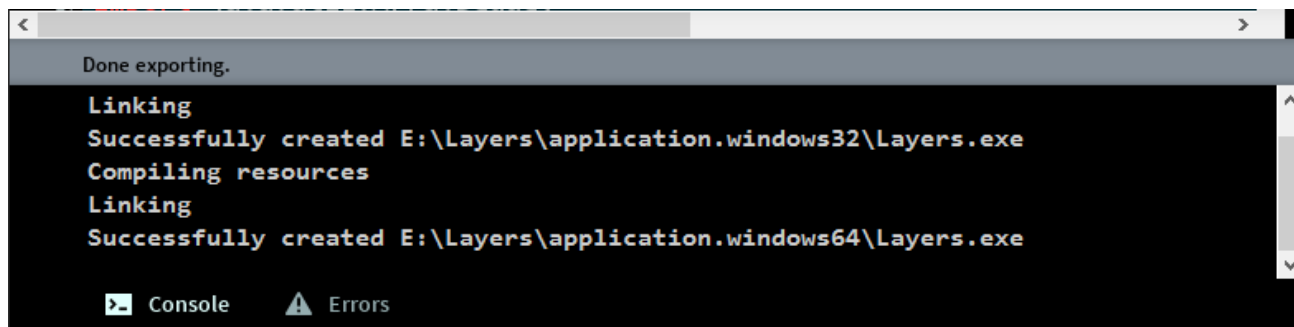 Done exporting.
Linking
Successfully created E:\Layers\application.windows32\Layers.exe
Compiling resources
Linking
Successfully created E:\Layers\application.windows64\Layers.exe
Console
Errors